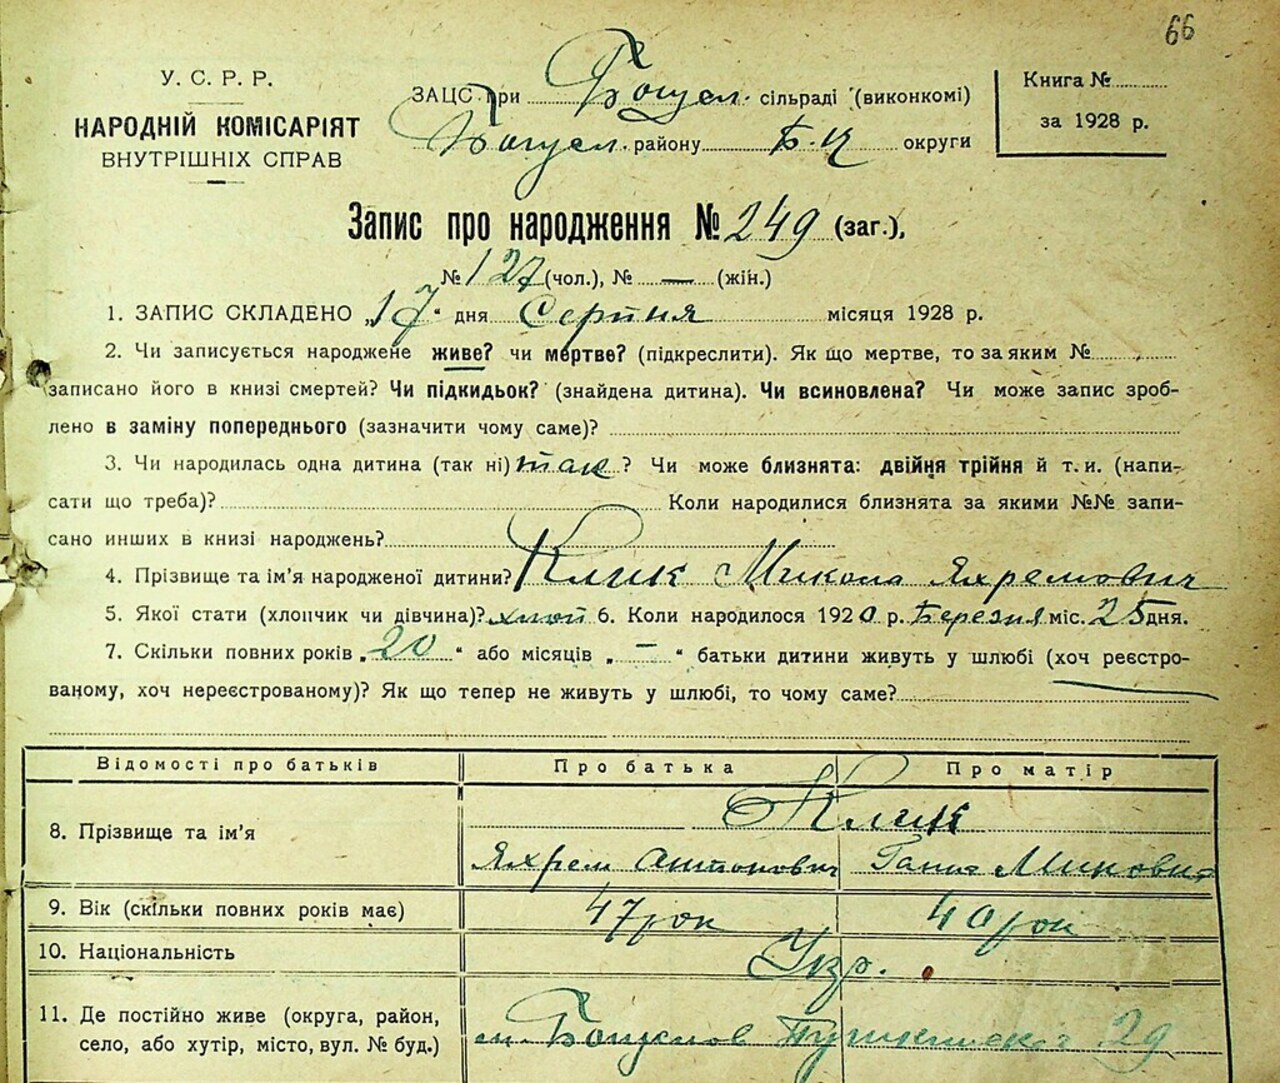 66
У. С. Р. Р.
НАРОДНІЙ КОМІСАРІЯТ
ВНУТРІШНІХ СПРАВ
ЗАЦС при Богусл. сільраді (виконкомі)
Богусл. району Б.Ц округи
Книга №
за 1928 р.
Запис про народження № 249 (заг.),
№ 127 (чол.), № — (жін.)
1. ЗАПИС СКЛАДЕНО „17" дня Серпня місяця 1928 р.
2. Чи записується народжене живе? чи мертве? (підкреслити). Як що мертве, то за яким №
записано його в книзі смертей? Чи підкидьок? (знайдена дитина). Чи всиновлена? Чи може запис зроб-
лено в заміну попереднього (зазначити чому саме)?
3. Чи народилась одна дитина (так ні) так ? Чи може близнята: двійня трійня й т. и. (напи-
сати що треба)? Коли народилися близнята за якими №№ запи-
сано инших в книзі народжень?
4. Прізвище та ім'я народженої дитини? Клик Микола Яхремович
5. Якої стати (хлопчик чи дівчина)? 6. Коли народилося 1920 р. Березня міс. 25 дня.
7. Скільки повних років „20" або місяців „—" батьки дитини живуть у шлюбі (хоч реєстро-
ваному, хоч нереєстрованому)? Як що тепер не живуть у шлюбі, то чому саме?
Відомості про батьків Про батька Про матір
8. Прізвище та ім'я Клик
Яхрем Антонович Ганна
9. Вік (скільки повних років має) 47 рок 40 рок
10. Національність Укр.
11. Де постійно живе (округа, район,
село, або хутір, місто, вул. № буд.) м. Богуслов 29